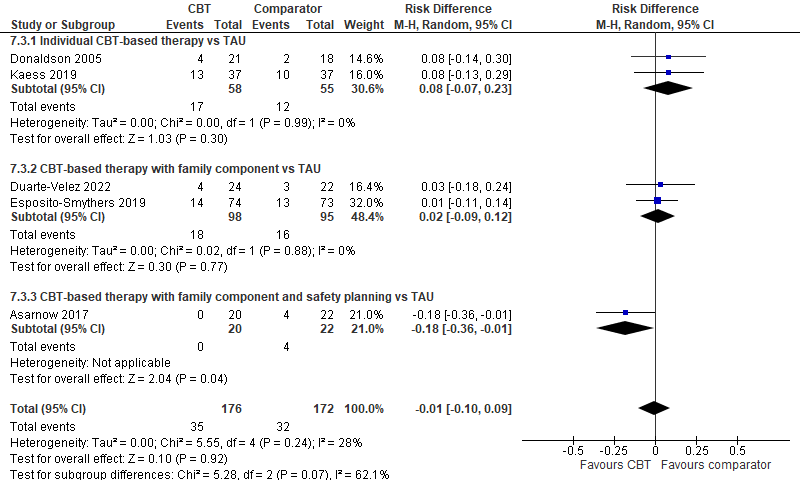 CBT Comparator Risk Difference Risk Difference
Study or Subgroup Events Total Events Total Weight M-H, Random, 95% CI M-H, Random, 95% CI
7.3.1 Individual CBT-based therapy vs TAU
Donaldson 2005 4 21 2 18 14.6% 0.08 [-0.14, 0.30]
Kaess 2019 13 37 10 37 16.0% 0.08 [-0.13, 0.29]
Subtotal (95% CI) 58 55 30.6% 0.08 [-0.07, 0.23]
Total events 17 12
Heterogeneity: Tau² = 0.00; Chi² = 0.00, df = 1 (P = 0.99); I² = 0%
Test for overall effect: Z = 1.03 (P = 0.30)
7.3.2 CBT-based therapy with family component vs TAU
Duarte-Velez 2022 4 24 3 22 16.4% 0.03 [-0.18, 0.24]
Esposito-Smythers 2019 14 74 13 73 32.0% 0.01 [-0.11, 0.14]
Subtotal (95% CI) 98 95 48.4% 0.02 [-0.09, 0.12]
Total events 18 16
Heterogeneity: Tau² = 0.00; Chi² = 0.02, df = 1 (P = 0.88); I² = 0%
Test for overall effect: Z = 0.30 (P = 0.77)
7.3.3 CBT-based therapy with family component and safety planning vs TAU
Asarnow 2017 0 20 4 22 21.0% -0.18 [-0.36, -0.01]
Subtotal (95% CI) 20 22 21.0% -0.18 [-0.36, -0.01]
Total events 0 4
Heterogeneity: Not applicable
Test for overall effect: Z = 2.04 (P = 0.04)
Total (95% CI) 176 172 100.0% -0.01 [-0.10, 0.09]
Total events 35 32
Heterogeneity: Tau² = 0.00; Chi² = 5.55, df = 4 (P = 0.24); I² = 28%
Test for overall effect: Z = 0.10 (P = 0.92)
Test for subgroup differences: Chi² = 5.28, df = 2 (P = 0.07), I² = 62.1%
-0.5 -0.25 0 0.25 0.5
Favours CBT Favours comparator